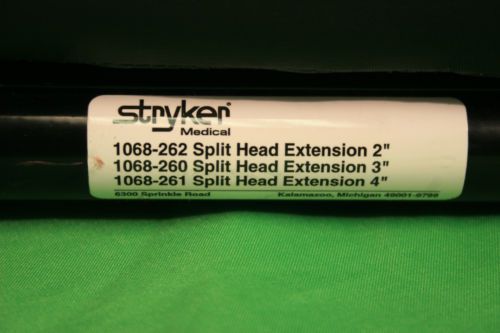 stryker®
Medical
1068-262 Split Head Extension 2"
1068-260 Split Head Extension 3"
1068-261 Split Head Extension 4"
6300 Sprinkle Road Kalamazoo, Michigan 49001-9799